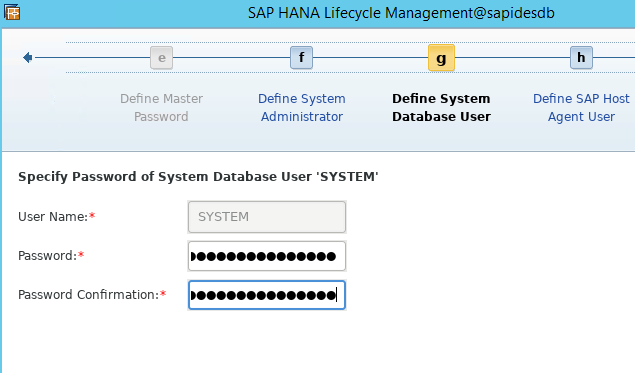 SAP HANA Lifecycle Management@sapidesdb
e f g h
Define Master Define System Define System Define SAP Host
Password Administrator Database User Agent User
Specify Password of System Database User 'SYSTEM'
User Name:* SYSTEM
Password:* ●●●●●●●●●●●●●●●
Password Confirmation:* ●●●●●●●●●●●●●●●